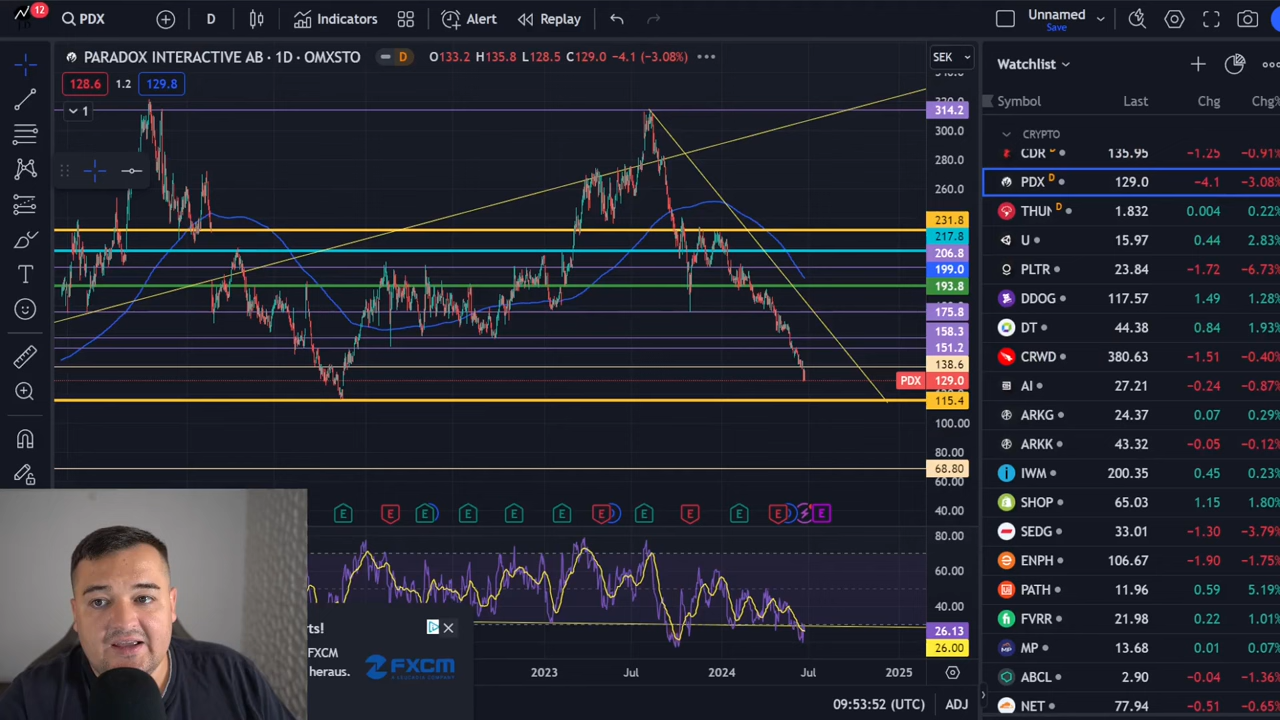 12
PDX
D
Indicators
Alert
Replay
Unnamed
Save
PARADOX INTERACTIVE AB · 1D · OMXSTO
D
O133.2 H135.8 L128.5 C129.0 −4.1 (−3.08%)
SEK
128.6
1.2
129.8
1
314.2
300.0
280.0
260.0
231.8
217.8
206.8
199.0
193.8
175.8
158.3
151.2
138.6
PDX 129.0
115.4
100.00
80.00
68.80
60.00
40.00
E E E E E E E E E E E E
80.00
60.00
40.00
26.13
26.00
2023 Jul 2024 Jul 2025
09:53:52 (UTC)
ADJ
ts!
FXCM
heraus.
FXCM
Watchlist
Symbol Last Chg Chg%
CRYPTO
CDR D 135.95 −1.25 −0.91%
PDX D 129.0 −4.1 −3.08%
THUN D 1.832 0.004 0.22%
U 15.97 0.44 2.83%
PLTR 23.84 −1.72 −6.73%
DDOG 117.57 1.49 1.28%
DT 44.38 0.84 1.93%
CRWD 380.63 −1.51 −0.40%
AI 27.21 −0.24 −0.87%
ARKG 24.37 0.07 0.29%
ARKK 43.32 −0.05 −0.12%
IWM 200.35 0.45 0.23%
SHOP 65.03 1.15 1.80%
SEDG 33.01 −1.30 −3.79%
ENPH 106.67 −1.90 −1.75%
PATH 11.96 0.59 5.19%
FVRR 21.98 0.22 1.01%
MP 13.68 0.01 0.07%
ABCL 2.90 −0.04 −1.36%
NET 77.94 −0.51 −0.65%